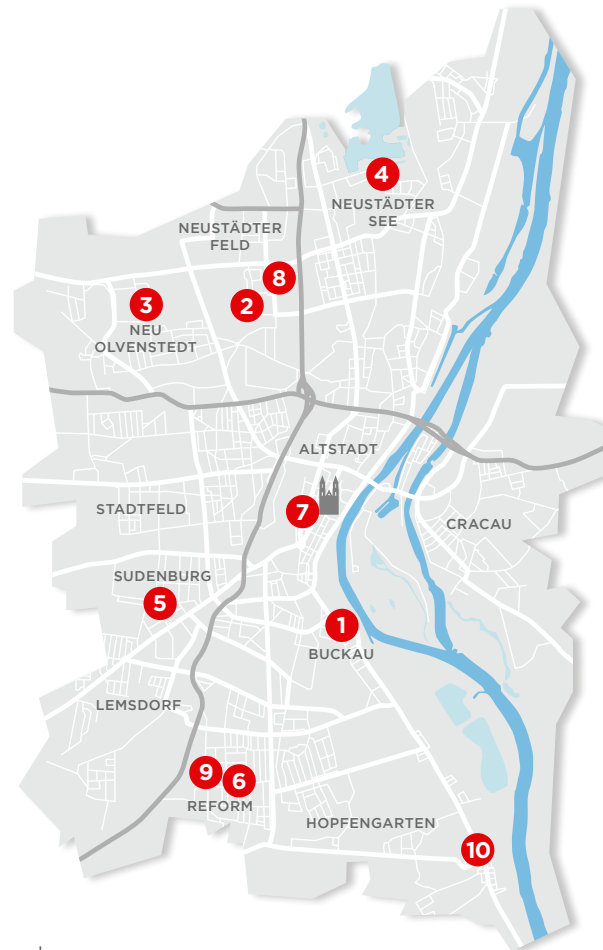 4
NEUSTÄDTER
SEE
NEUSTÄDTER
FELD
8
2
3
NEU
OLVENSTEDT
ALTSTADT
7
STADTFELD
CRACAU
SUDENBURG
5
1
BUCKAU
LEMSDORF
9
6
REFORM
HOPFENGARTEN
10